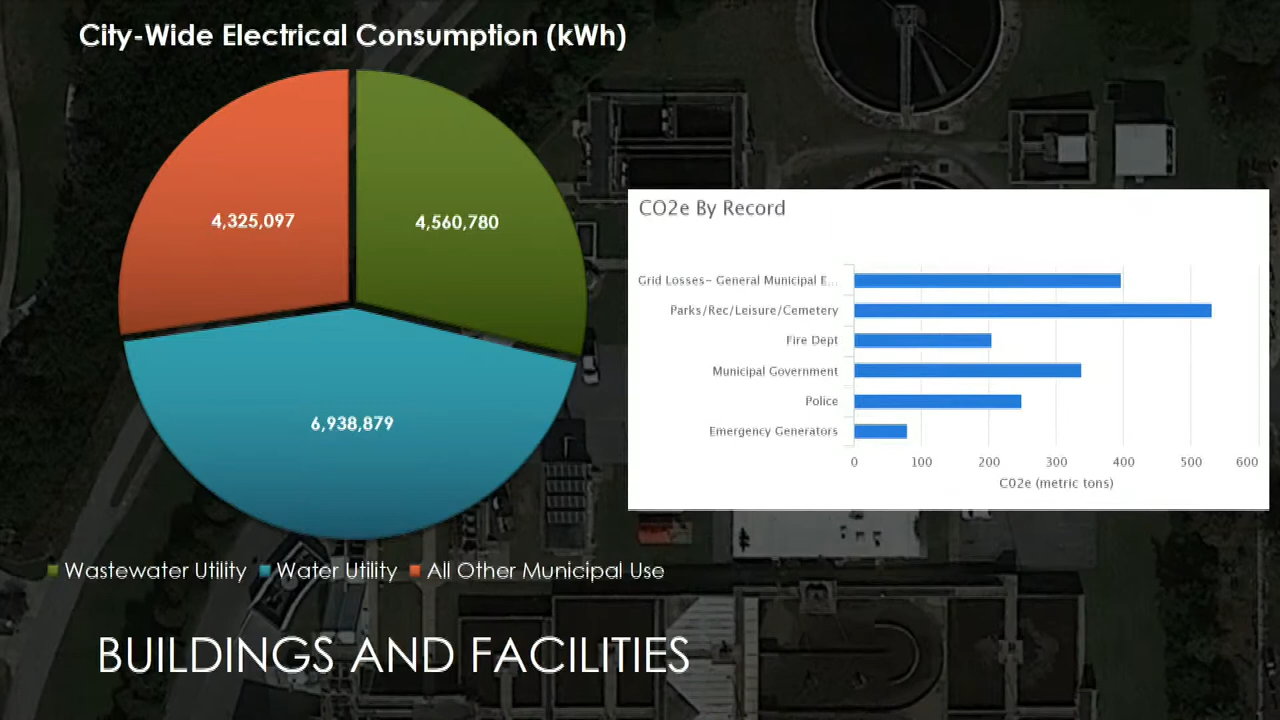 City-Wide Electrical Consumption (kWh)
4,325,097
4,560,780
6,938,879
Wastewater Utility Water Utility All Other Municipal Use
CO2e By Record
Grid Losses- General Municipal E...
Parks/Rec/Leisure/Cemetery
Fire Dept
Municipal Government
Police
Emergency Generators
0 100 200 300 400 500 600
CO2e (metric tons)
BUILDINGS AND FACILITIES